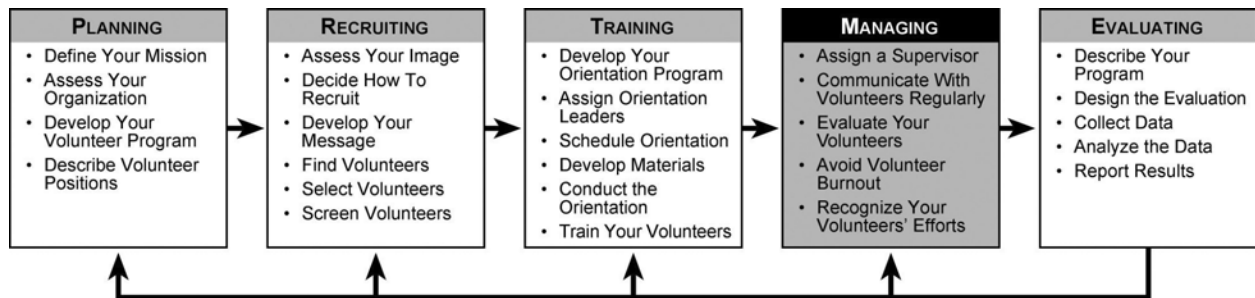 PLANNING
• Define Your Mission
• Assess Your
Organization
• Develop Your
Volunteer Program
• Describe Volunteer
Positions
RECRUITING
• Assess Your Image
• Decide How To
Recruit
• Develop Your
Message
• Find Volunteers
• Select Volunteers
• Screen Volunteers
TRAINING
• Develop Your
Orientation Program
• Assign Orientation
Leaders
• Schedule Orientation
• Develop Materials
• Conduct the
Orientation
• Train Your Volunteers
MANAGING
• Assign a Supervisor
• Communicate With
Volunteers Regularly
• Evaluate Your
Volunteers
• Avoid Volunteer
Burnout
• Recognize Your
Volunteers' Efforts
EVALUATING
• Describe Your
Program
• Design the Evaluation
• Collect Data
• Analyze the Data
• Report Results